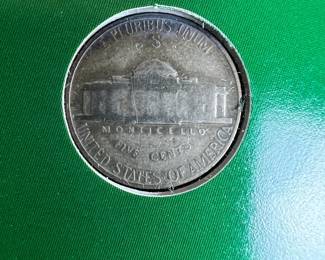 E PLURIBUS UNUM
S
MONTICELLO
FIVE CENTS
UNITED STATES OF AMERICA